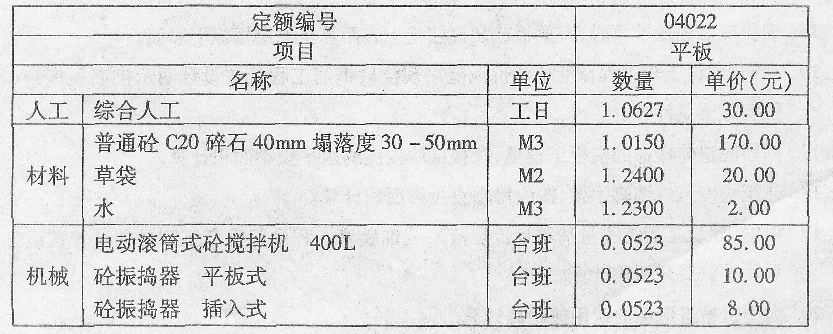 定额编号 04022
项目 平板
名称 单位 数量 单价(元)
人工 综合人工 工日 1.0627 30.00
普通砼 C20 碎石 40mm 塌落度 30－50mm M3 1.0150 170.00
材料 草袋 M2 1.2400 20.00
水 M3 1.2300 2.00
电动滚筒式砼搅拌机 400L 台班 0.0523 85.00
机械 砼振捣器 平板式 台班 0.0523 10.00
砼振捣器 插入式 台班 0.0523 8.00